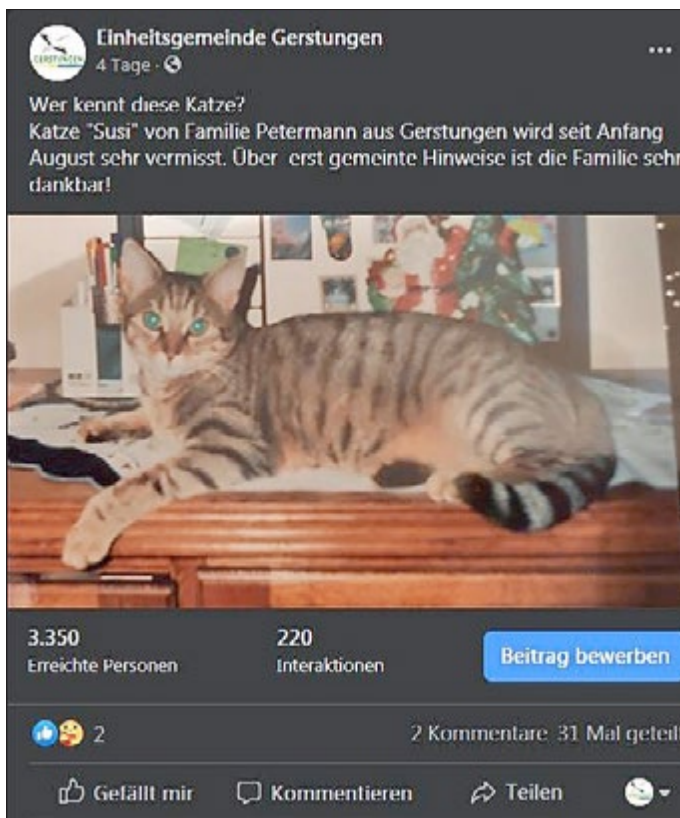 Einheitsgemeinde Gerstungen
4 Tage ·
Wer kennt diese Katze?
Katze "Susi" von Familie Petermann aus Gerstungen wird seit Anfang
August sehr vermisst. Über erst gemeinte Hinweise ist die Familie sehr
dankbar!
3.350
Erreichte Personen
220
Interaktionen
Beitrag bewerben
2
2 Kommentare 31 Mal geteilt
Gefällt mir
Kommentieren
Teilen